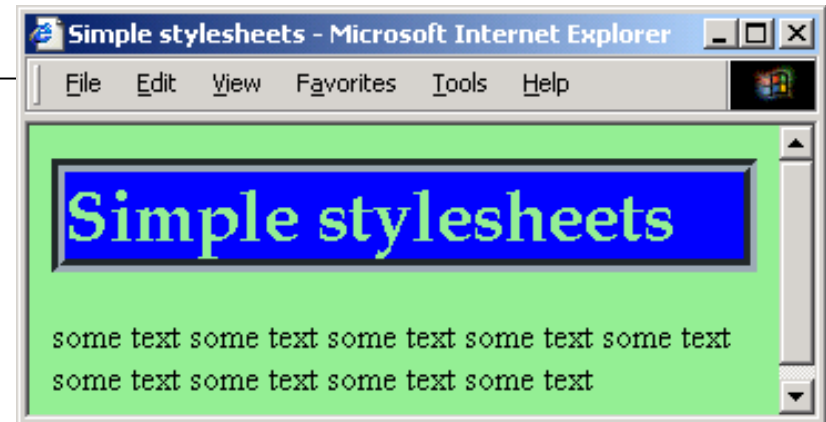 Simple stylesheets - Microsoft Internet Explorer
File Edit View Favorites Tools Help
Simple stylesheets
some text some text some text some text some text
some text some text some text some text